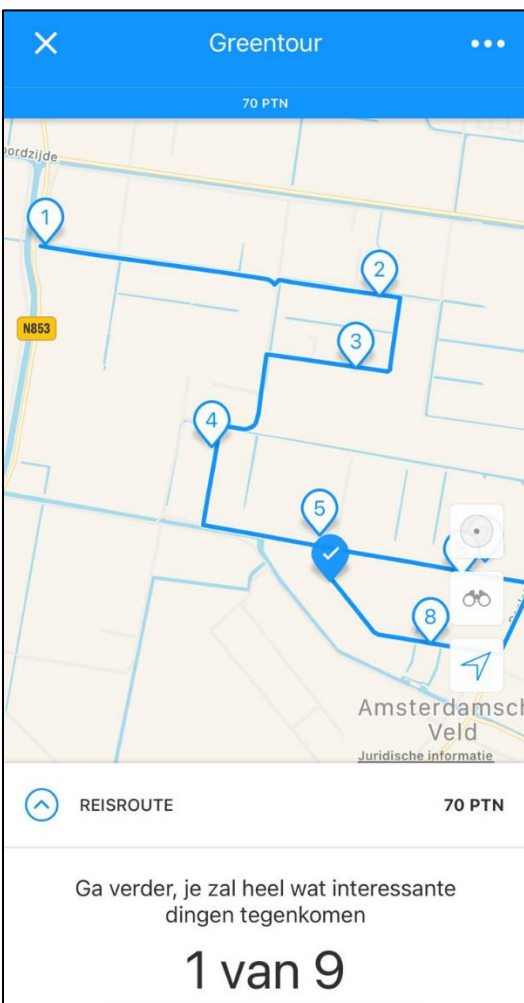 Greentour
70 PTN
oordzijde
1
2
N853
3
4
5
8
Amsterdamsch
Veld
Juridische informatie
REISROUTE
70 PTN
Ga verder, je zal heel wat interessante
dingen tegenkomen
1 van 9